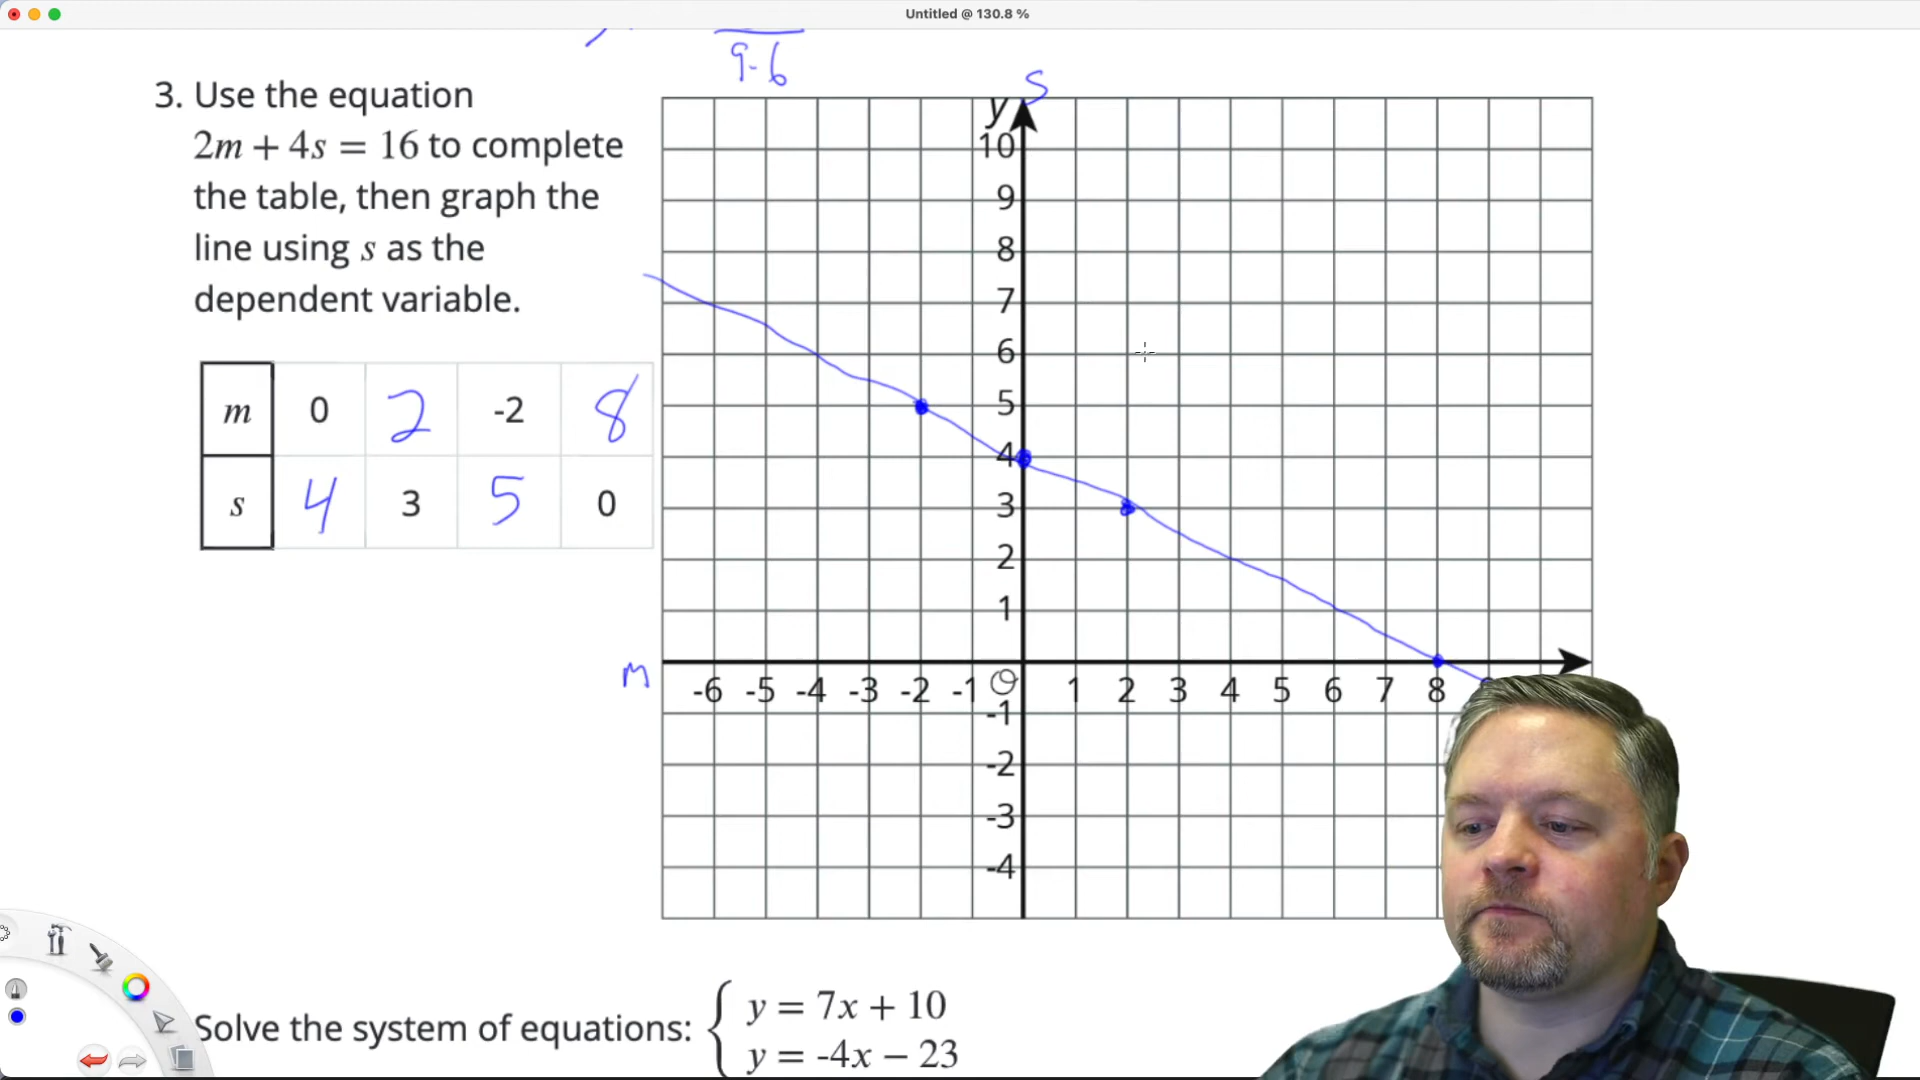 Untitled @ 130.8 %
9-6
3. Use the equation
2m + 4s = 16 to complete
the table, then graph the
line using s as the
dependent variable.
m 0 2 -2 8
s 4 3 5 0
S
y
10
9
8
7
6
5
4
3
2
1
M
-6 -5 -4 -3 -2 -1 O 1 2 3 4 5 6 7 8
-1
-2
-3
-4
Solve the system of equations:
y = 7x + 10
y = -4x − 23